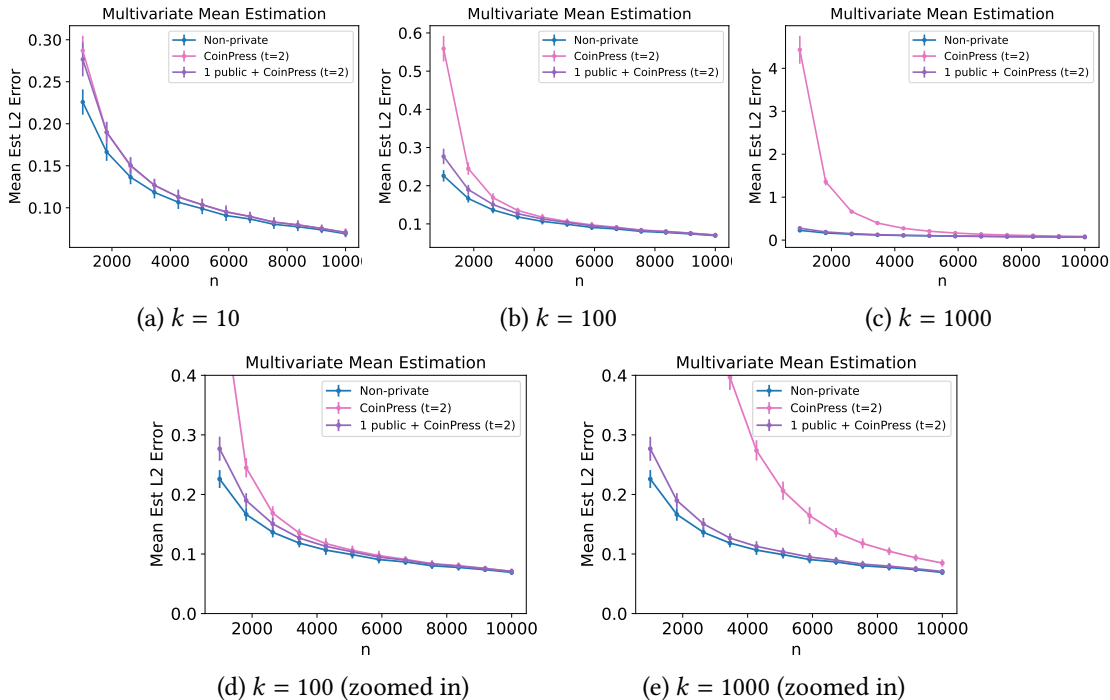 Multivariate Mean Estimation
Mean Est L2 Error
0.30
0.25
0.20
0.15
0.10
Non-private
CoinPress (t=2)
1 public + CoinPress (t=2)
2000 4000 6000 8000 10000
n
(a) k = 10
Multivariate Mean Estimation
Mean Est L2 Error
0.6
0.5
0.4
0.3
0.2
0.1
Non-private
CoinPress (t=2)
1 public + CoinPress (t=2)
2000 4000 6000 8000 10000
n
(b) k = 100
Multivariate Mean Estimation
Mean Est L2 Error
4
3
2
1
0
Non-private
CoinPress (t=2)
1 public + CoinPress (t=2)
2000 4000 6000 8000 10000
n
(c) k = 1000
Multivariate Mean Estimation
Mean Est L2 Error
0.4
0.3
0.2
0.1
0.0
Non-private
CoinPress (t=2)
1 public + CoinPress (t=2)
2000 4000 6000 8000 10000
n
(d) k = 100 (zoomed in)
Multivariate Mean Estimation
Mean Est L2 Error
0.4
0.3
0.2
0.1
0.0
Non-private
CoinPress (t=2)
1 public + CoinPress (t=2)
2000 4000 6000 8000 10000
n
(e) k = 1000 (zoomed in)